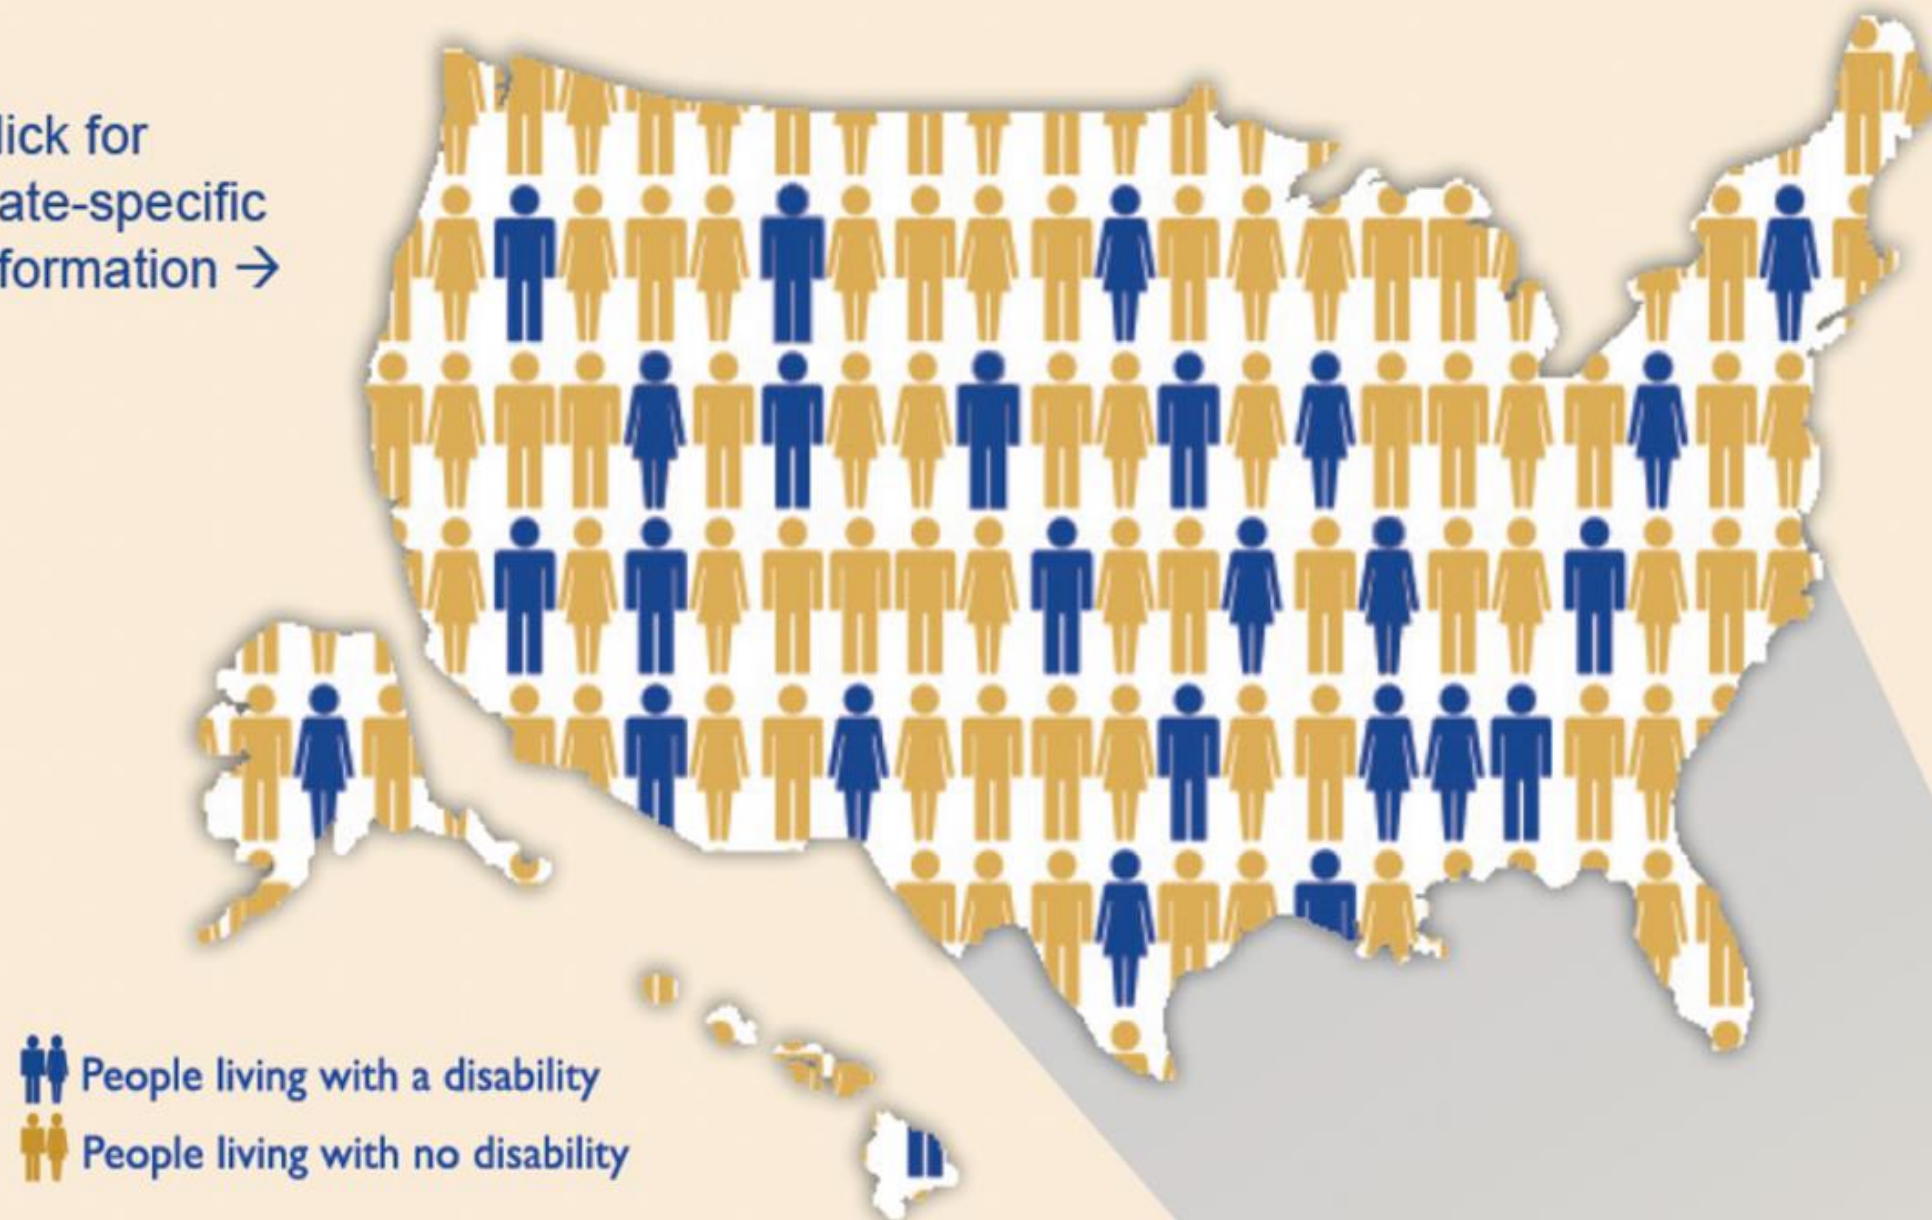 lick for
ate-specific
formation →
People living with a disability
People living with no disability